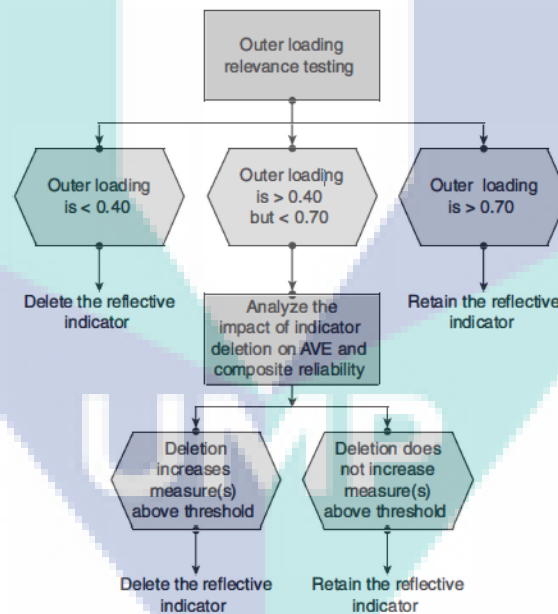 Outer loading
relevance testing
Outer loading
is < 0.40
Outer loading
is > 0.40
but < 0.70
Outer loading
is > 0.70
Delete the reflective
indicator
Analyze the
impact of indicator
deletion on AVE and
composite reliability
Retain the reflective
indicator
UMP
Deletion
increases
measure(s)
above threshold
Deletion does
not increase
measure(s)
above threshold
Delete the reflective
indicator
Retain the reflective
indicator